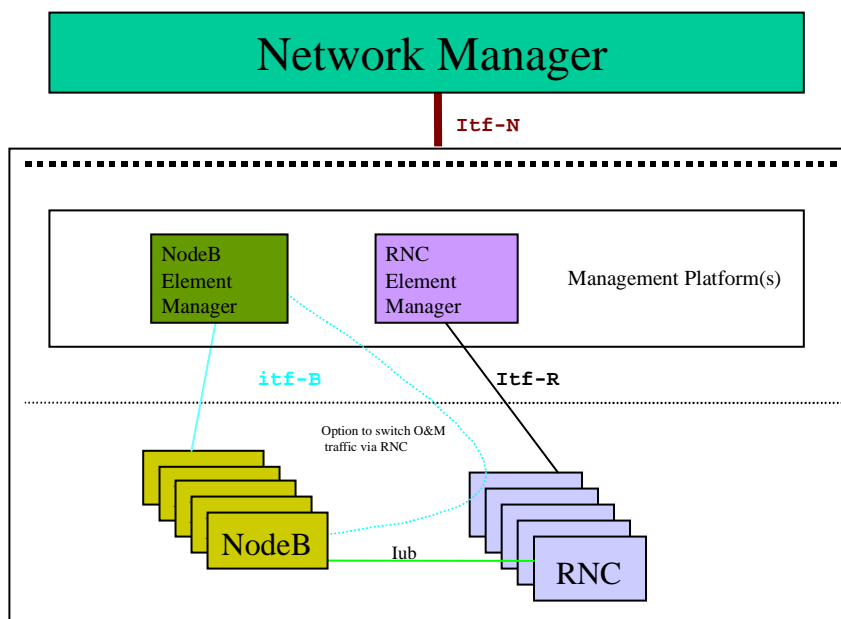 Network Manager
Itf-N
NodeB
Element
Manager
RNC
Element
Manager
Management Platform(s)
itf-B
Itf-R
Option to switch O&M
traffic via RNC
NodeB
Iub
RNC